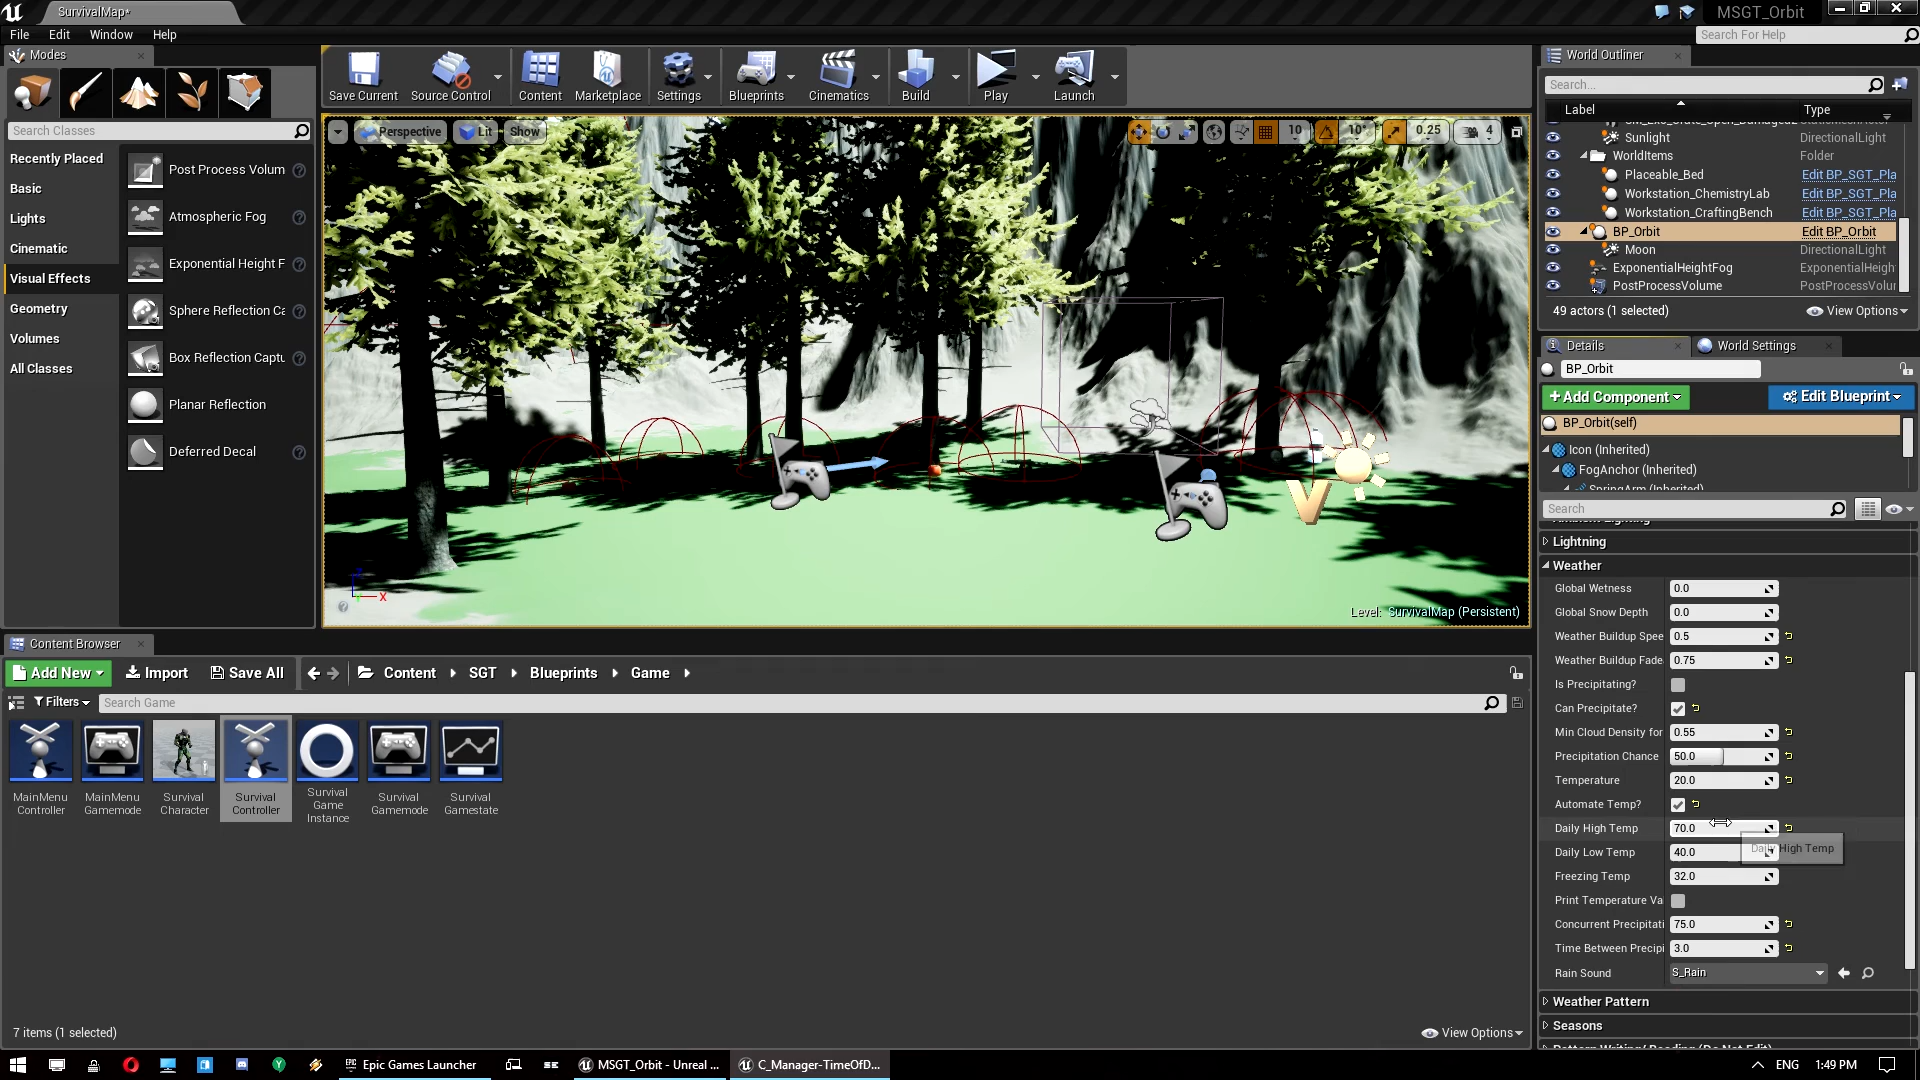 SurvivalMap*
MSGT_Orbit
File Edit Window Help
Search For Help
Modes
Search Classes
Recently Placed
Basic
Lights
Cinematic
Visual Effects
Geometry
Volumes
All Classes
Post Process Volum
Atmospheric Fog
Exponential Height F
Sphere Reflection Ca
Box Reflection Captu
Planar Reflection
Deferred Decal
Save Current
Source Control
Content
Marketplace
Settings
Blueprints
Cinematics
Build
Play
Launch
Perspective
Lit
Show
10
10°
0.25
4
X
Level: SurvivalMap (Persistent)
World Outliner
Search...
Label
Type
Sunlight DirectionalLight
WorldItems Folder
Placeable_Bed Edit BP_SGT_Pla
Workstation_ChemistryLab Edit BP_SGT_Pla
Workstation_CraftingBench Edit BP_SGT_Pla
BP_Orbit Edit BP_Orbit
Moon DirectionalLight
ExponentialHeightFog ExponentialHeigh
PostProcessVolume PostProcessVolur
49 actors (1 selected)
View Options
Details
World Settings
BP_Orbit
+Add Component
Edit Blueprint
BP_Orbit(self)
Icon (Inherited)
FogAnchor (Inherited)
SpringArm (Inherited)
Search
Ambient Lighting
Lightning
Weather
Global Wetness 0.0
Global Snow Depth 0.0
Weather Buildup Spee 0.5
Weather Buildup Fade 0.75
Is Precipitating?
Can Precipitate?
Min Cloud Density for 0.55
Precipitation Chance 50.0
Temperature 20.0
Automate Temp?
Daily High Temp 70.0
Daily High Temp
Daily Low Temp 40.0
Freezing Temp 32.0
Print Temperature Va
Concurrent Precipitati 75.0
Time Between Precipi 3.0
Rain Sound S_Rain
Weather Pattern
Seasons
Pattern Writing/Reading (Do Not Edit)
Content Browser
Add New
Import
Save All
Content
SGT
Blueprints
Game
Filters
Search Game
MainMenu
Controller
MainMenu
Gamemode
Survival
Character
Survival
Controller
Survival
Game
Instance
Survival
Gamemode
Survival
Gamestate
7 items (1 selected)
View Options
Epic Games Launcher
MSGT_Orbit - Unreal ...
C_Manager-TimeOfD...
ENG
1:49 PM